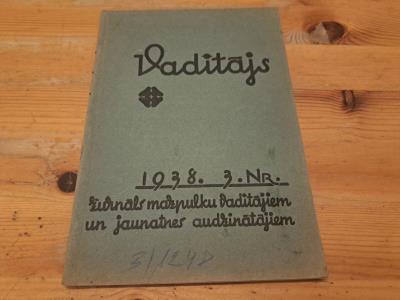 Vadītājs
1938. 3. Nr.
žurnāls mazpulku vadītājiem
un jaunatnes audzinātājiem